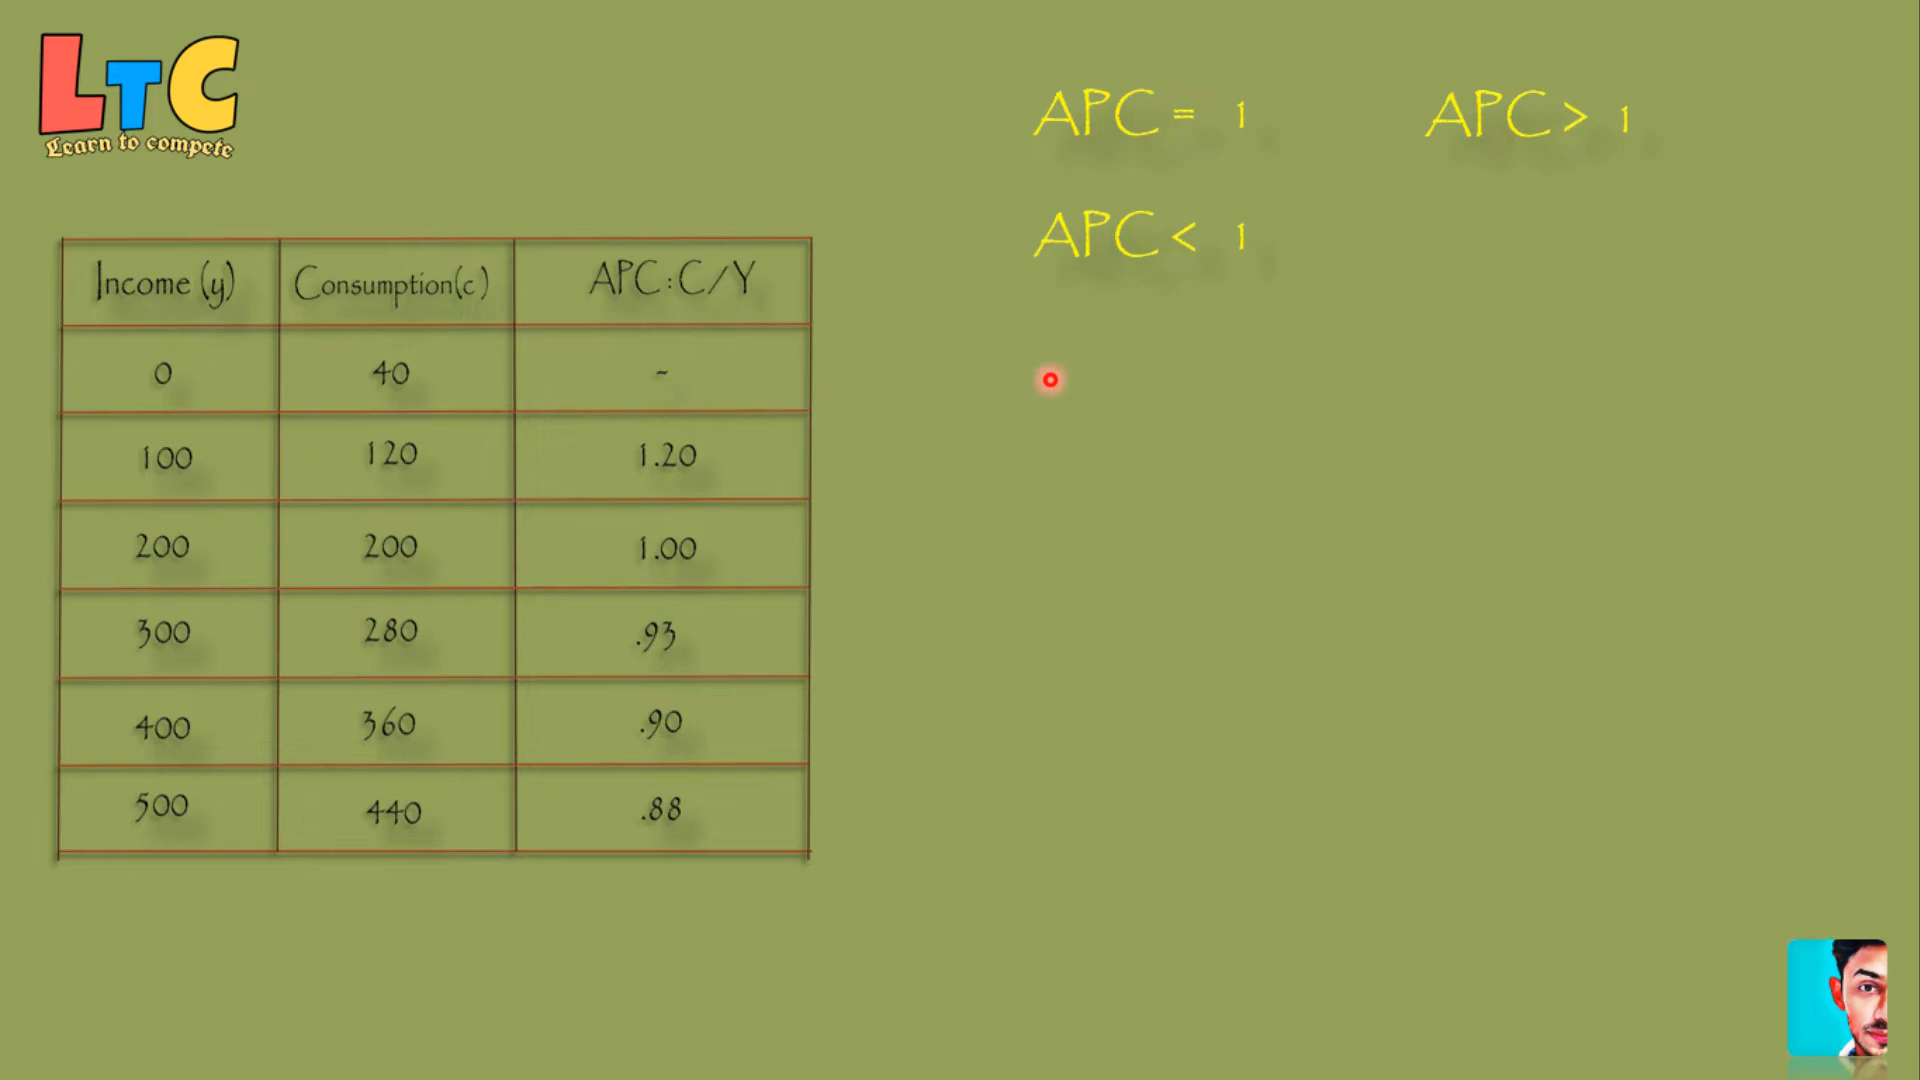 LTC
Learn to compete
APC = 1
APC > 1
APC < 1
Income (y) Consumption(c) APC : C/Y
0 40 -
100 120 1.20
200 200 1.00
300 280 .93
400 360 .90
500 440 .88